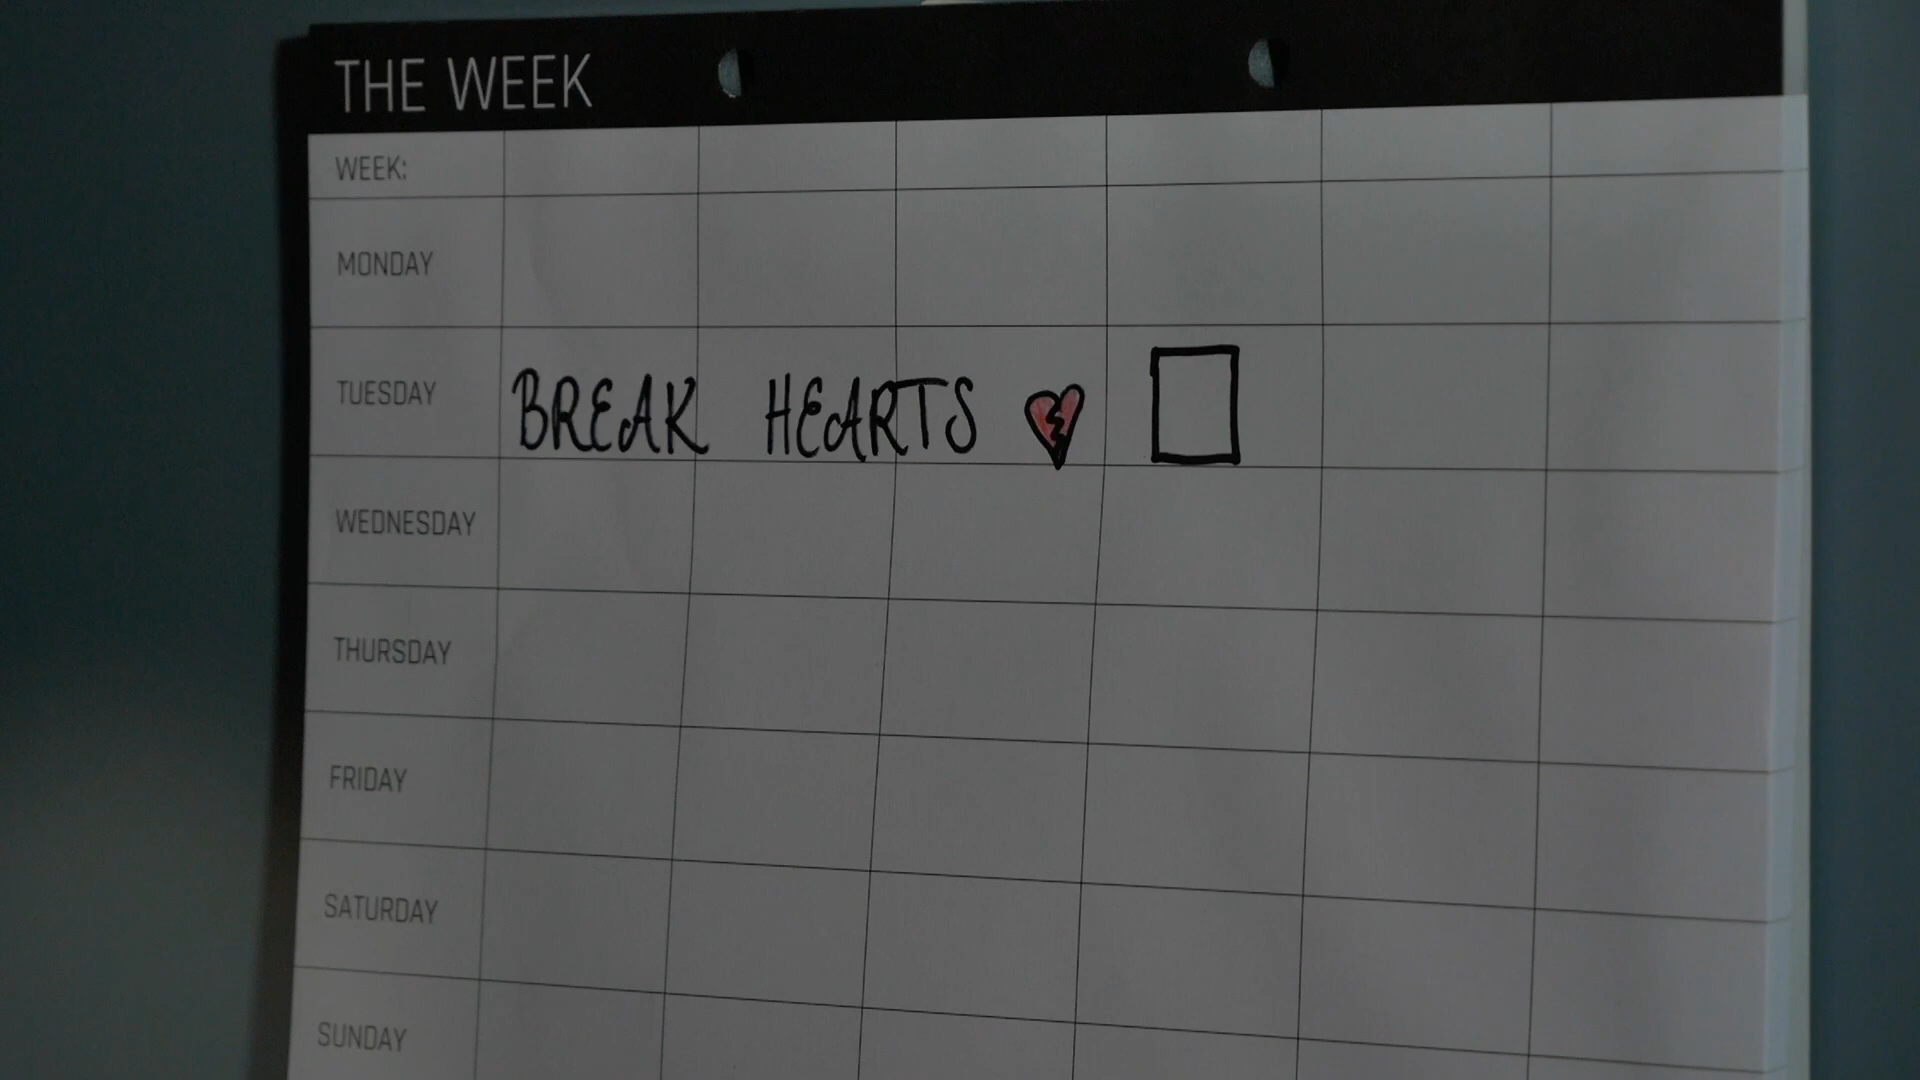 THE WEEK
WEEK:
MONDAY
TUESDAY BREAK HEARTS
WEDNESDAY
THURSDAY
FRIDAY
SATURDAY
SUNDAY